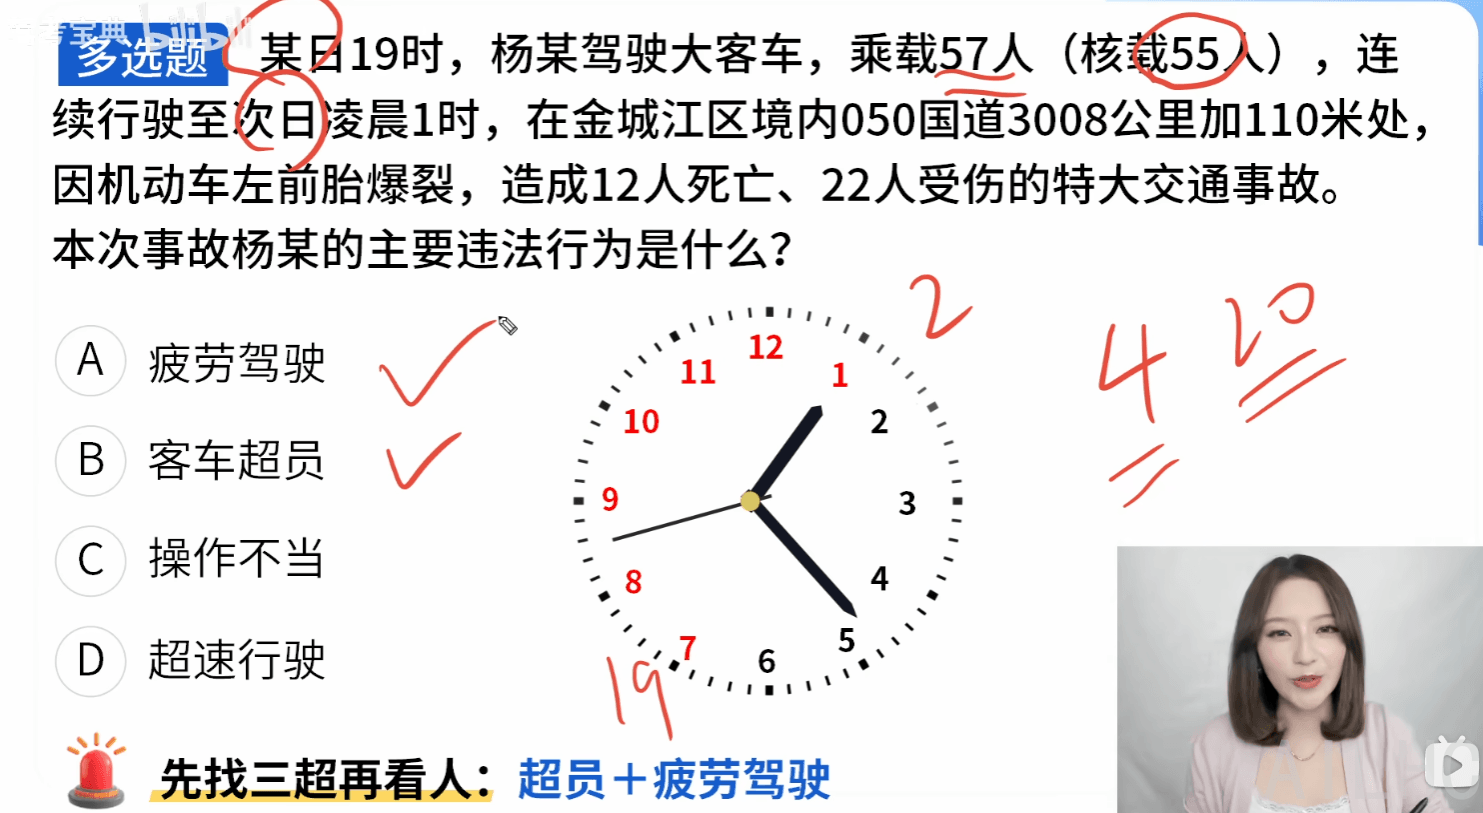 考宝典 bilibili
多选题 某日19时，杨某驾驶大客车，乘载57人（核载55人），连
续行驶至次日凌晨1时，在金城江区境内050国道3008公里加110米处，
因机动车左前胎爆裂，造成12人死亡、22人受伤的特大交通事故。
本次事故杨某的主要违法行为是什么？
A 疲劳驾驶
B 客车超员
C 操作不当
D 超速行驶
12
11 1
10 2
9 3
8 4
7 5
6
2
4 20
19
先找三超再看人：超员＋疲劳驾驶